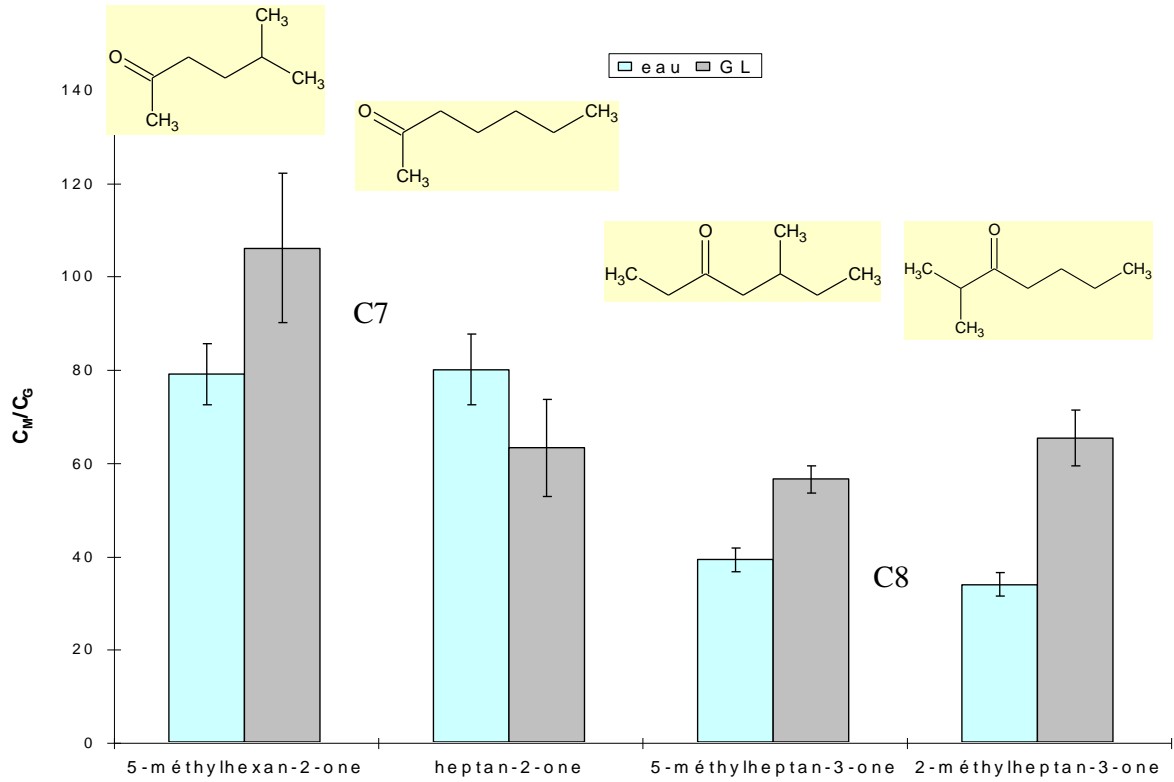 CH₃
O
CH₃
CH₃
eau GL
140
O
CH₃
CH₃
120
O
CH₃
H₃C
CH₃
O
H₃C
CH₃
CH₃
100
C7
80
C_M/C_G
60
40
C8
20
0
5-méthylhexan-2-one heptan-2-one 5-méthylheptan-3-one 2-méthylheptan-3-one